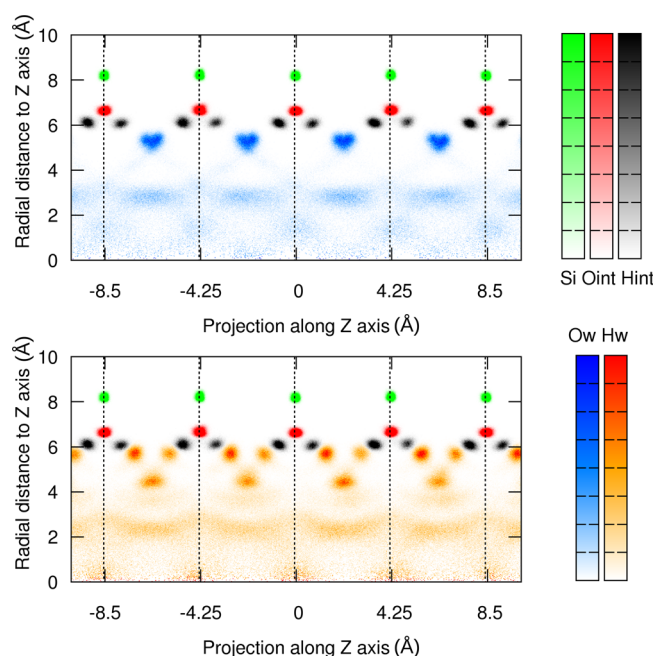 10
8
6
4
2
0
Radial distance to Z axis (Å)
-8.5 -4.25 0 4.25 8.5
Projection along Z axis (Å)
Si Oint Hint
Ow Hw
10
8
6
4
2
0
Radial distance to Z axis (Å)
-8.5 -4.25 0 4.25 8.5
Projection along Z axis (Å)